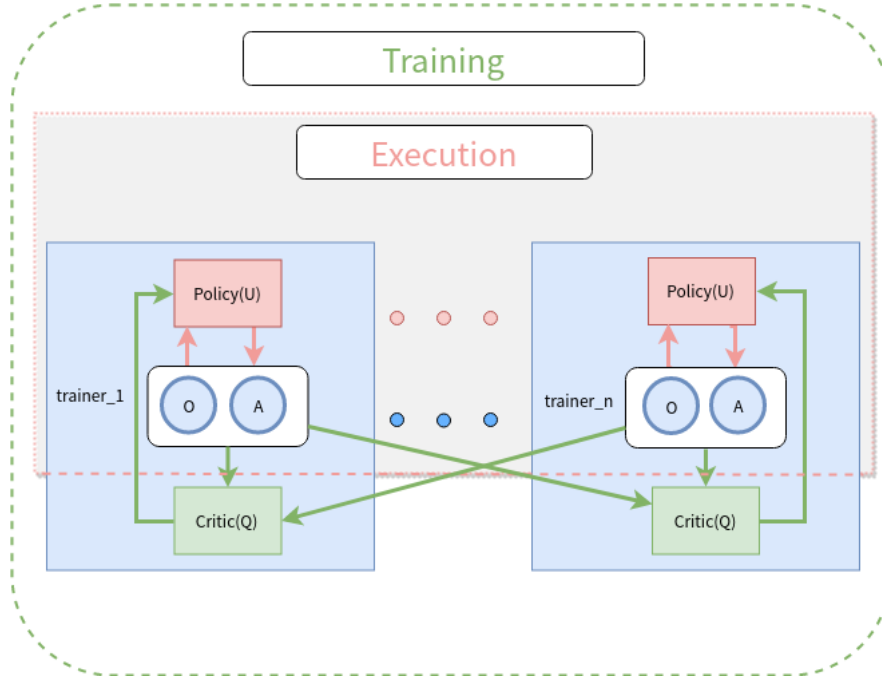 Training
Execution
Policy(U)
Policy(U)
trainer_1
O
A
trainer_n
O
A
Critic(Q)
Critic(Q)